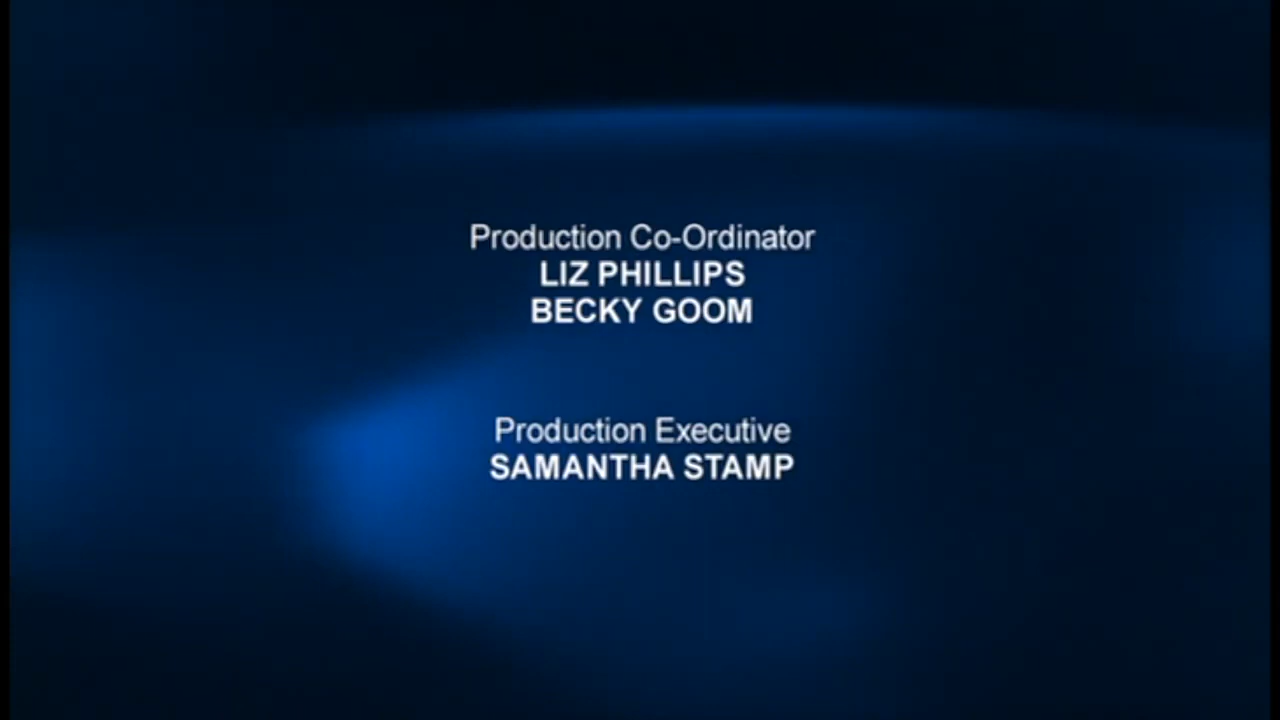 Production Co-Ordinator
LIZ PHILLIPS
BECKY GOOM
Production Executive
SAMANTHA STAMP